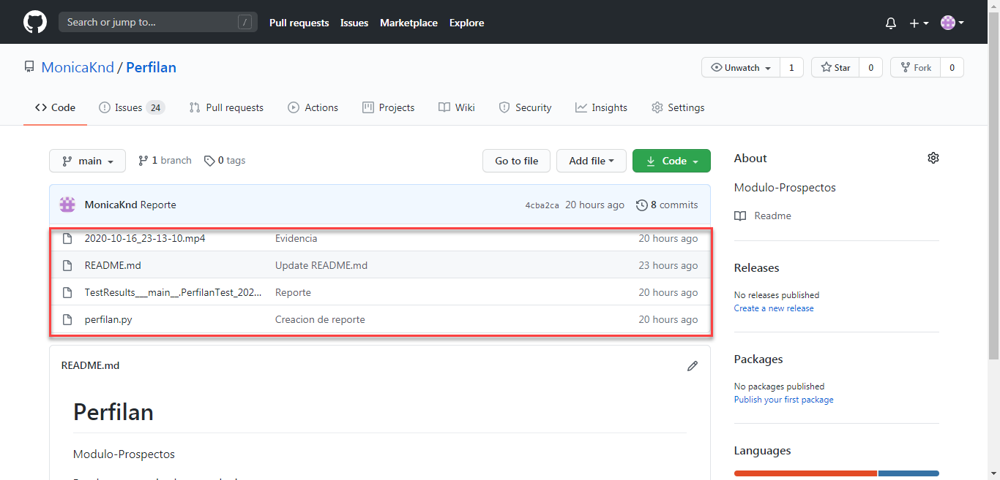 Search or jump to... /
Pull requests Issues Marketplace Explore
MonicaKnd / Perfilan
Unwatch 1 Star 0 Fork 0
Code Issues 24 Pull requests Actions Projects Wiki Security Insights Settings
main 1 branch 0 tags Go to file Add file Code
MonicaKnd Reporte 4cba2ca 20 hours ago 8 commits
2020-10-16_23-13-10.mp4 Evidencia 20 hours ago
README.md Update README.md 23 hours ago
TestResults___main__.PerfilanTest_202... Reporte 20 hours ago
perfilan.py Creacion de reporte 20 hours ago
README.md
Perfilan
Modulo-Prospectos
About
Modulo-Prospectos
Readme
Releases
No releases published
Create a new release
Packages
No packages published
Publish your first package
Languages